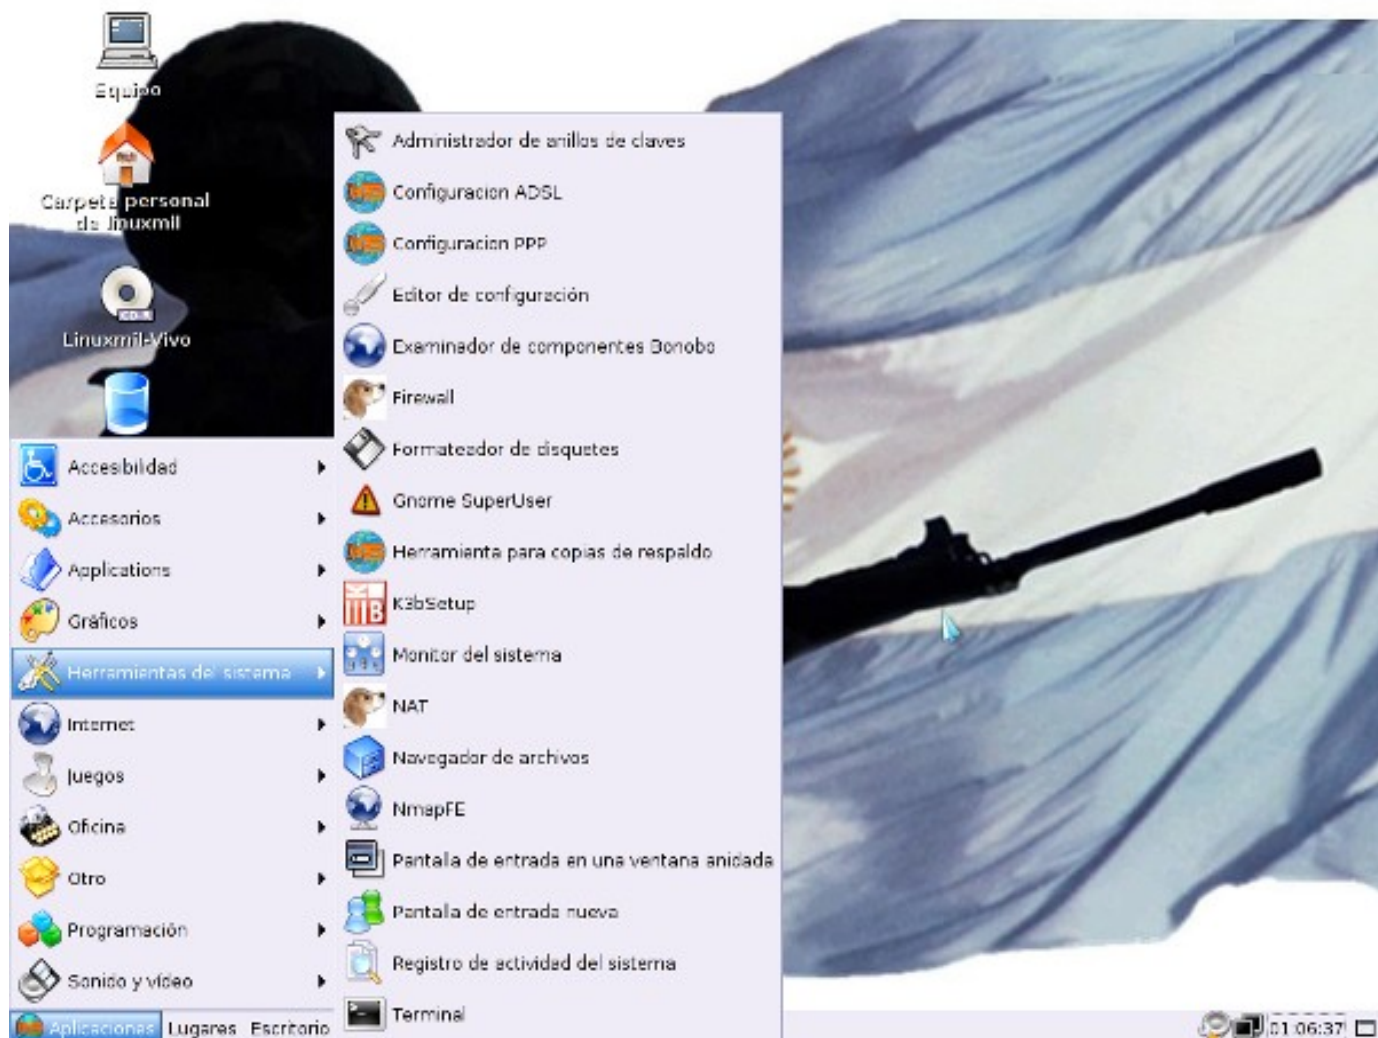 Equipo
Carpeta personal
de linuxmil
Linuxmil-Vivo
Accesibilidad
Accesorios
Applications
Gráficos
Herramientas del sistema
Internet
Juegos
Oficina
Otro
Programación
Sonido y vídeo
Administrador de anillos de claves
Configuracion ADSL
Configuracion PPP
Editor de configuración
Examinador de componentes Bonobo
Firewall
Formateador de disquetes
Gnome SuperUser
Herramienta para copias de respaldo
K3bSetup
Monitor del sistema
NAT
Navegador de archivos
NmapFE
Pantalla de entrada en una ventana anidada
Pantalla de entrada nueva
Registro de actividad del sistema
Terminal
Aplicaciones Lugares Escritorio
01:06:37